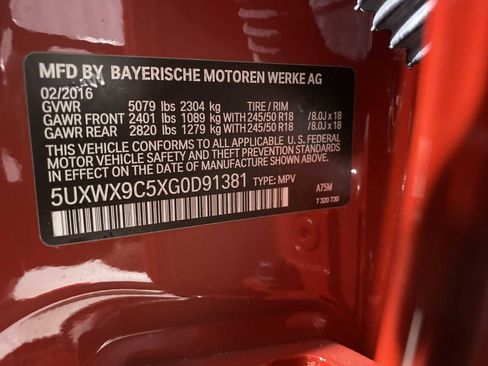 MFD BY BAYERISCHE MOTOREN WERKE AG
02/2016
GVWR 5079 lbs 2304 kg TIRE / RIM
GAWR FRONT 2401 lbs 1089 kg WITH 245/50 R18 /8.0J x 18
GAWR REAR 2820 lbs 1279 kg WITH 245/50 R18 /8.0J x 18
THIS VEHICLE CONFORMS TO ALL APPLICABLE U.S. FEDERAL
MOTOR VEHICLE SAFETY, BUMPER, AND THEFT PREVENTION STANDARDS
IN EFFECT ON THE DATE OF MANUFACTURE SHOWN ABOVE.
5UXWX9C5XG0D91381 TYPE: MPV
A75M
7 320 730